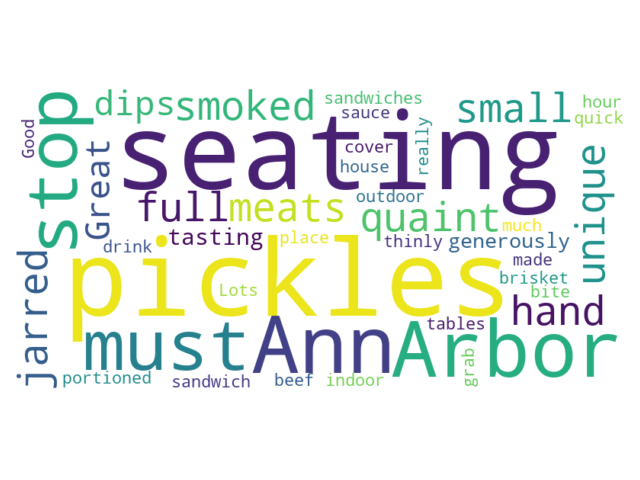 stop
Good
Great
dips
smoked
sandwiches
sauce
small
hour
quick
seating
cover
house
really
full
meats
outdoor
quaint
much
unique
drink
tasting
place
thinly
generously
jarred
pickles
Lots
made
brisket
bite
hand
must
Ann
Arbor
tables
portioned
sandwich
beef
indoor
grab